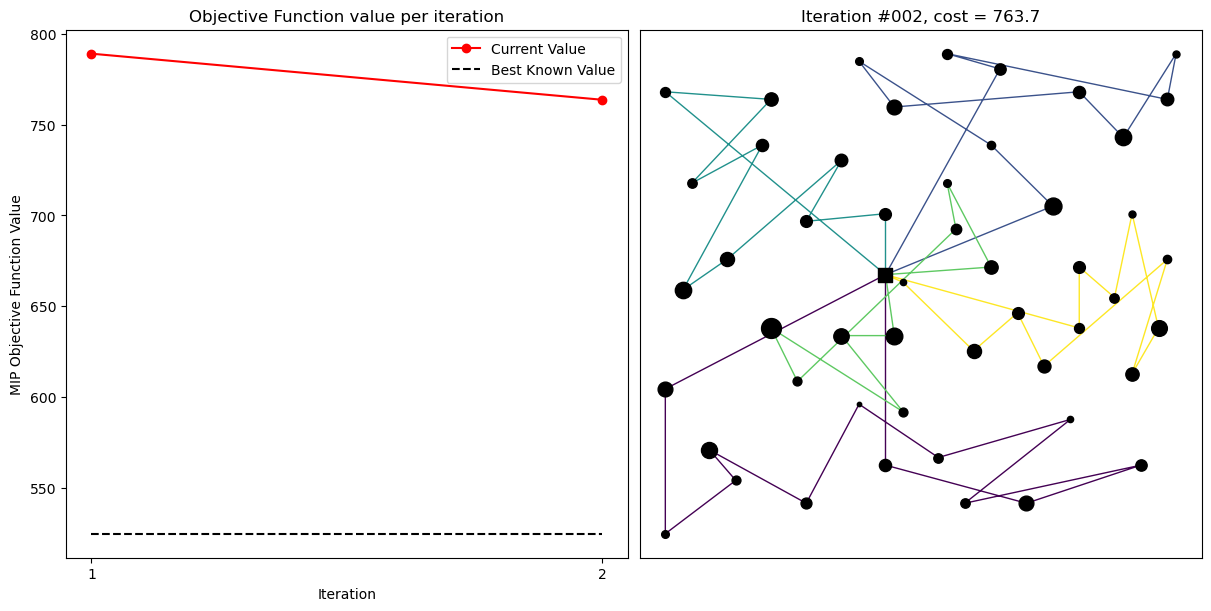 Objective Function value per iteration
Current Value
Best Known Value
MIP Objective Function Value
800
750
700
650
600
550
1
2
Iteration
Iteration #002, cost = 763.7